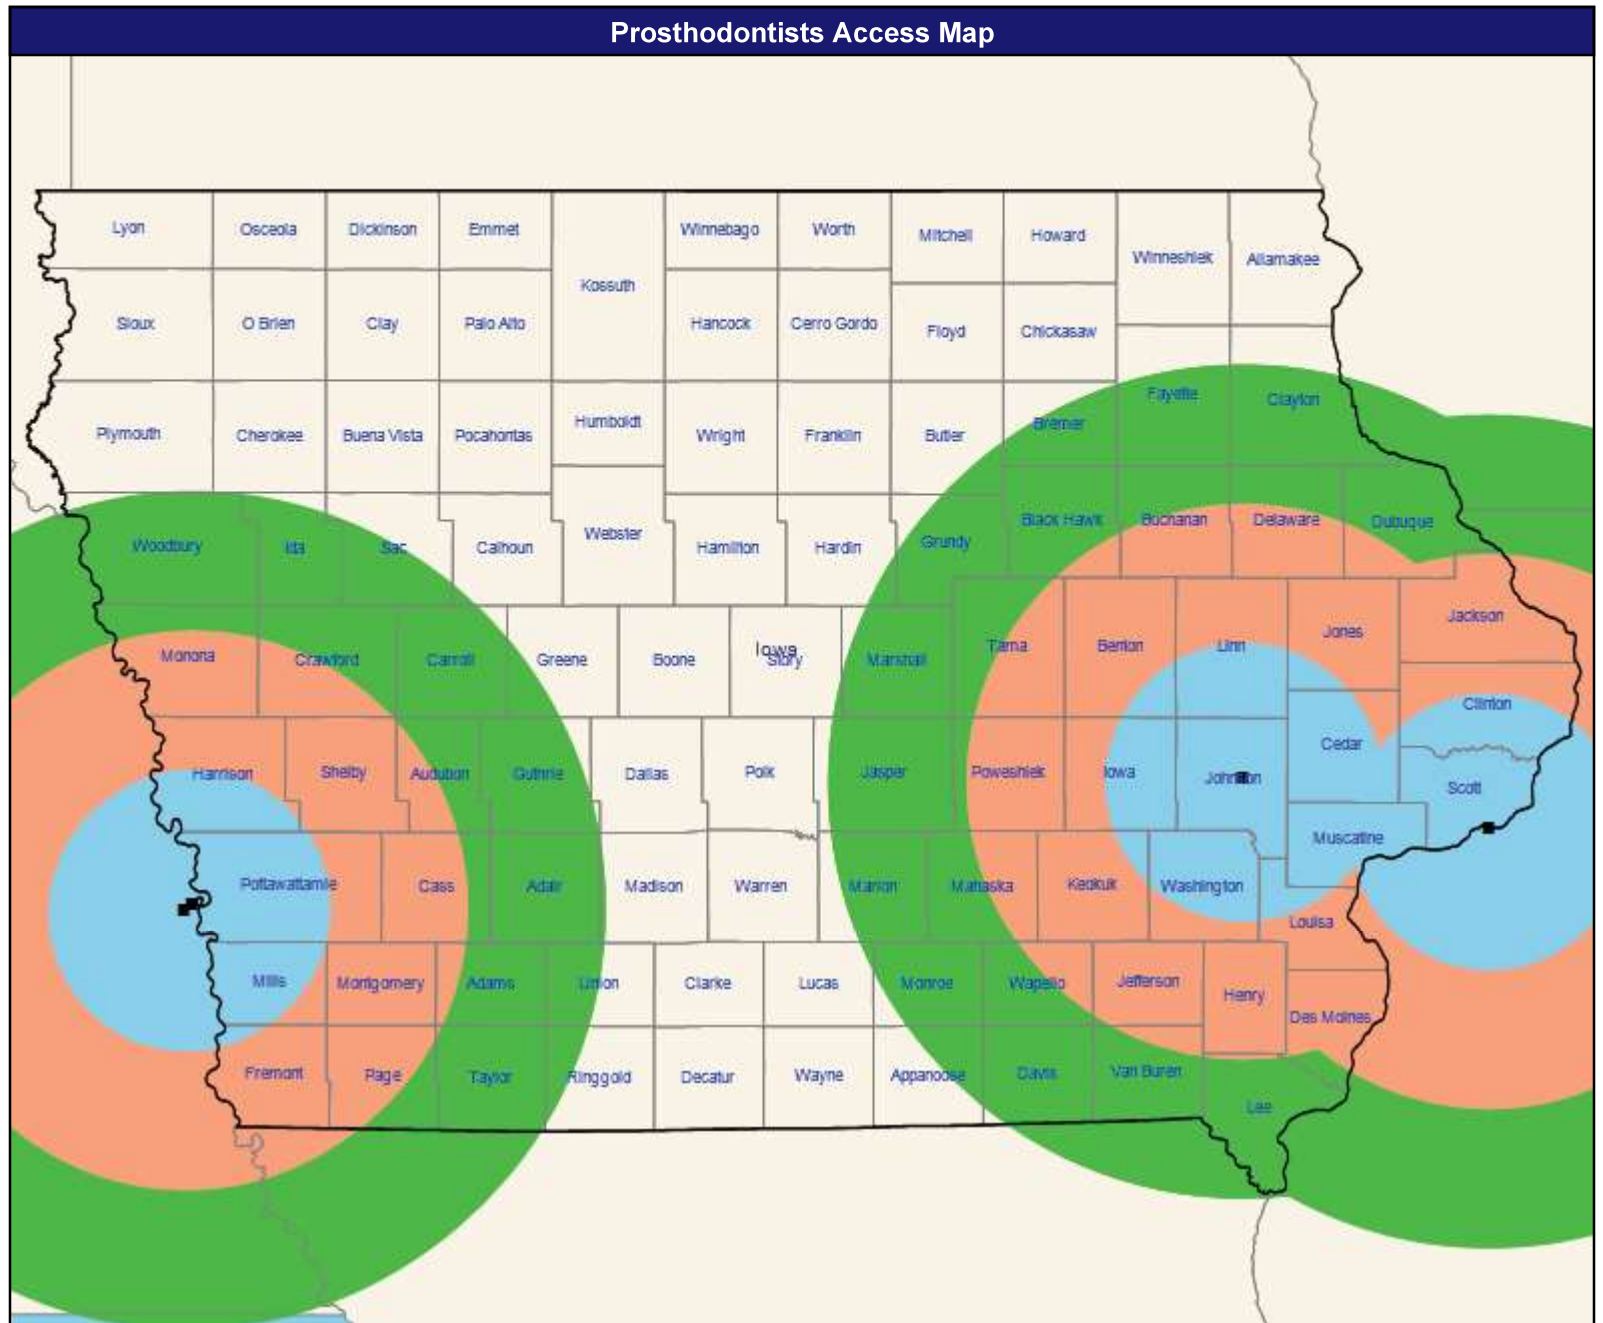 Prosthodontists Access Map
Lyon Osceola Dickinson Emmet Winnebago Worth Mitchell Howard
Winneshiek Allamakee
Kossuth
Sioux O Brien Clay Palo Alto Hancock Cerro Gordo Floyd Chickasaw
Fayette Clayton
Plymouth Cherokee Buena Vista Pocahontas Humboldt Wright Franklin Butler Bremer
Woodbury Ida Sac Calhoun Webster Hamilton Hardin Grundy Black Hawk Buchanan Delaware Dubuque
Jackson
Monona Crawford Carroll Greene Boone Iowa Story Marshall Tama Benton Linn Jones
Clinton
Harrison Shelby Audubon Guthrie Dallas Polk Jasper Poweshiek Iowa Johnson Cedar
Scott
Muscatine
Pottawattamie Cass Adair Madison Warren Marion Mahaska Keokuk Washington
Louisa
Mills Montgomery Adams Union Clarke Lucas Monroe Wapello Jefferson Henry
Des Moines
Fremont Page Taylor Ringgold Decatur Wayne Appanoose Davis Van Buren
Lee